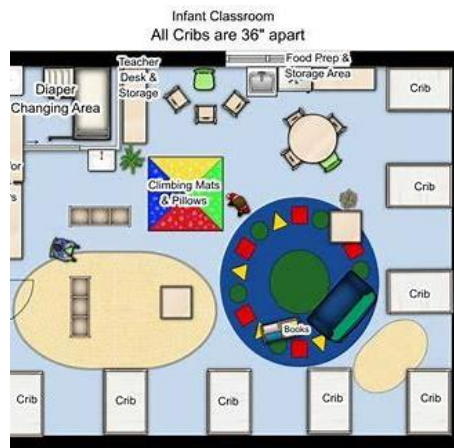 Infant Classroom
All Cribs are 36" apart
Teacher
Desk &
Storage
Food Prep &
Storage Area
Diaper
Changing Area
Crib
Climbing Mats
& Pillows
Crib
Crib
Books
Crib
Crib
Crib
Crib
Crib